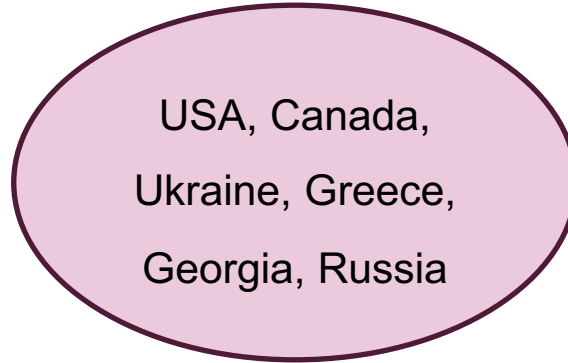 USA, Canada,
Ukraine, Greece,
Georgia, Russia